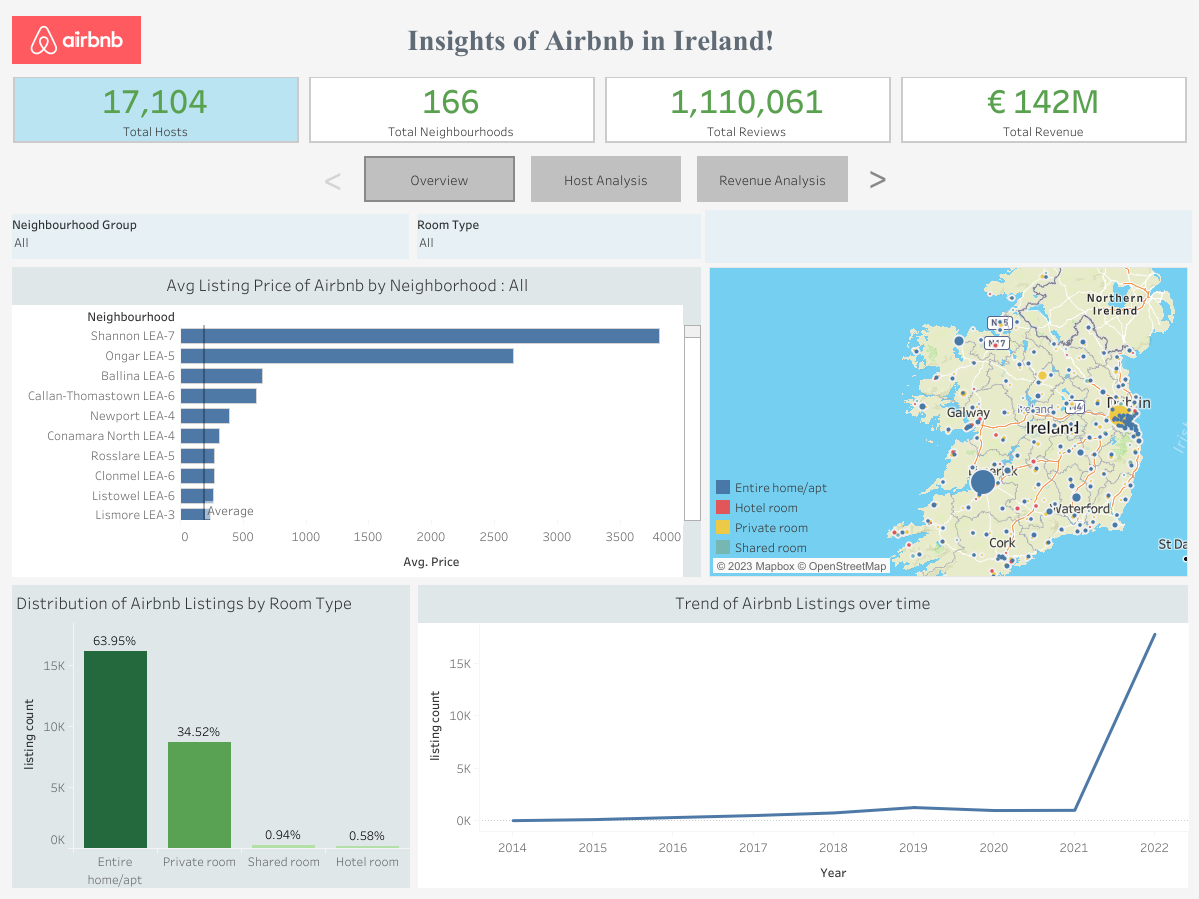 airbnb
Insights of Airbnb in Ireland!
17,104
Total Hosts
166
Total Neighbourhoods
1,110,061
Total Reviews
€ 142M
Total Revenue
<
Overview
Host Analysis
Revenue Analysis
>
Neighbourhood Group
All
Room Type
All
Avg Listing Price of Airbnb by Neighborhood : All
Neighbourhood
Shannon LEA-7
Ongar LEA-5
Ballina LEA-6
Callan-Thomastown LEA-6
Newport LEA-4
Conamara North LEA-4
Rosslare LEA-5
Clonmel LEA-6
Listowel LEA-6
Lismore LEA-3
Average
0 500 1000 1500 2000 2500 3000 3500 4000
Avg. Price
Northern
Ireland
Galway
Ireland
M4
Ireland
Waterford
Cork
St Da
Entire home/apt
Hotel room
Private room
Shared room
© 2023 Mapbox © OpenStreetMap
Distribution of Airbnb Listings by Room Type
listing count
15K
10K
5K
0K
63.95%
34.52%
0.94%
0.58%
Entire
home/apt
Private room
Shared room
Hotel room
Trend of Airbnb Listings over time
listing count
15K
10K
5K
0K
2014 2015 2016 2017 2018 2019 2020 2021 2022
Year